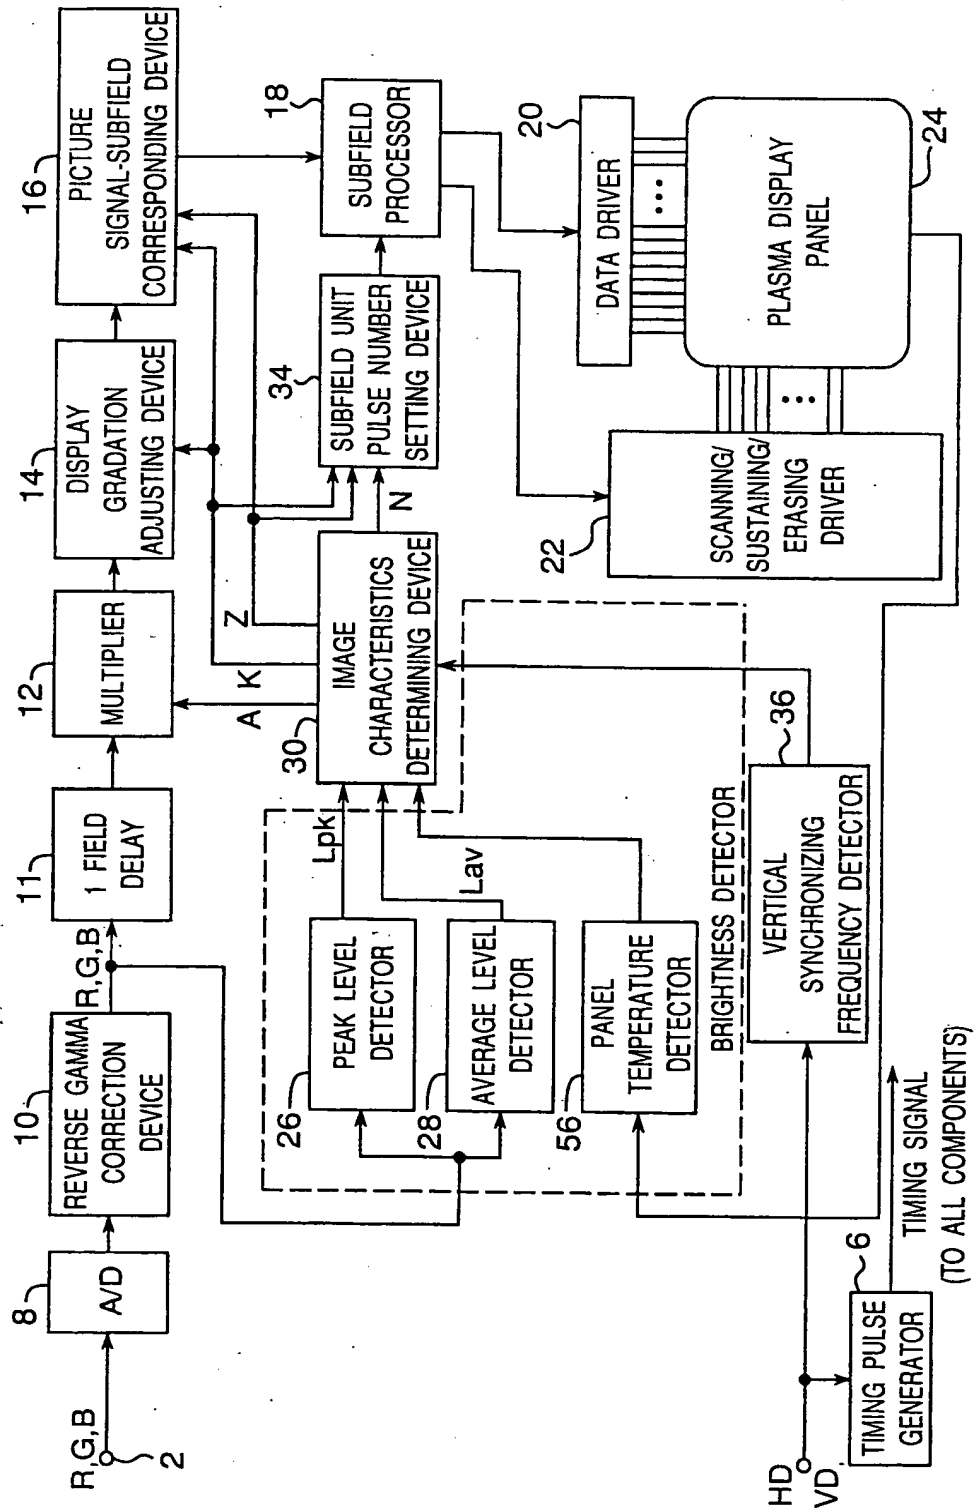 R,G,B
2
8
A/D
10
REVERSE GAMMA
CORRECTION
DEVICE
R,G,B
11
1 FIELD
DELAY
12
MULTIPLIER
14
DISPLAY
GRADATION
ADJUSTING DEVICE
16
PICTURE
SIGNAL-SUBFIELD
CORRESPONDING DEVICE
A
K
Z
26
PEAK LEVEL
DETECTOR
Lpk
28
AVERAGE LEVEL
DETECTOR
Lav
56
PANEL
TEMPERATURE
DETECTOR
BRIGHTNESS DETECTOR
30
IMAGE
CHARACTERISTICS
DETERMINING DEVICE
N
34
SUBFIELD UNIT
PULSE NUMBER
SETTING DEVICE
18
SUBFIELD
PROCESSOR
20
DATA DRIVER
22
SCANNING/
SUSTAINING/
ERASING
DRIVER
PLASMA DISPLAY
PANEL
24
36
VERTICAL
SYNCHRONIZING
FREQUENCY DETECTOR
HD
VD
6
TIMING PULSE
GENERATOR
TIMING SIGNAL
(TO ALL COMPONENTS)